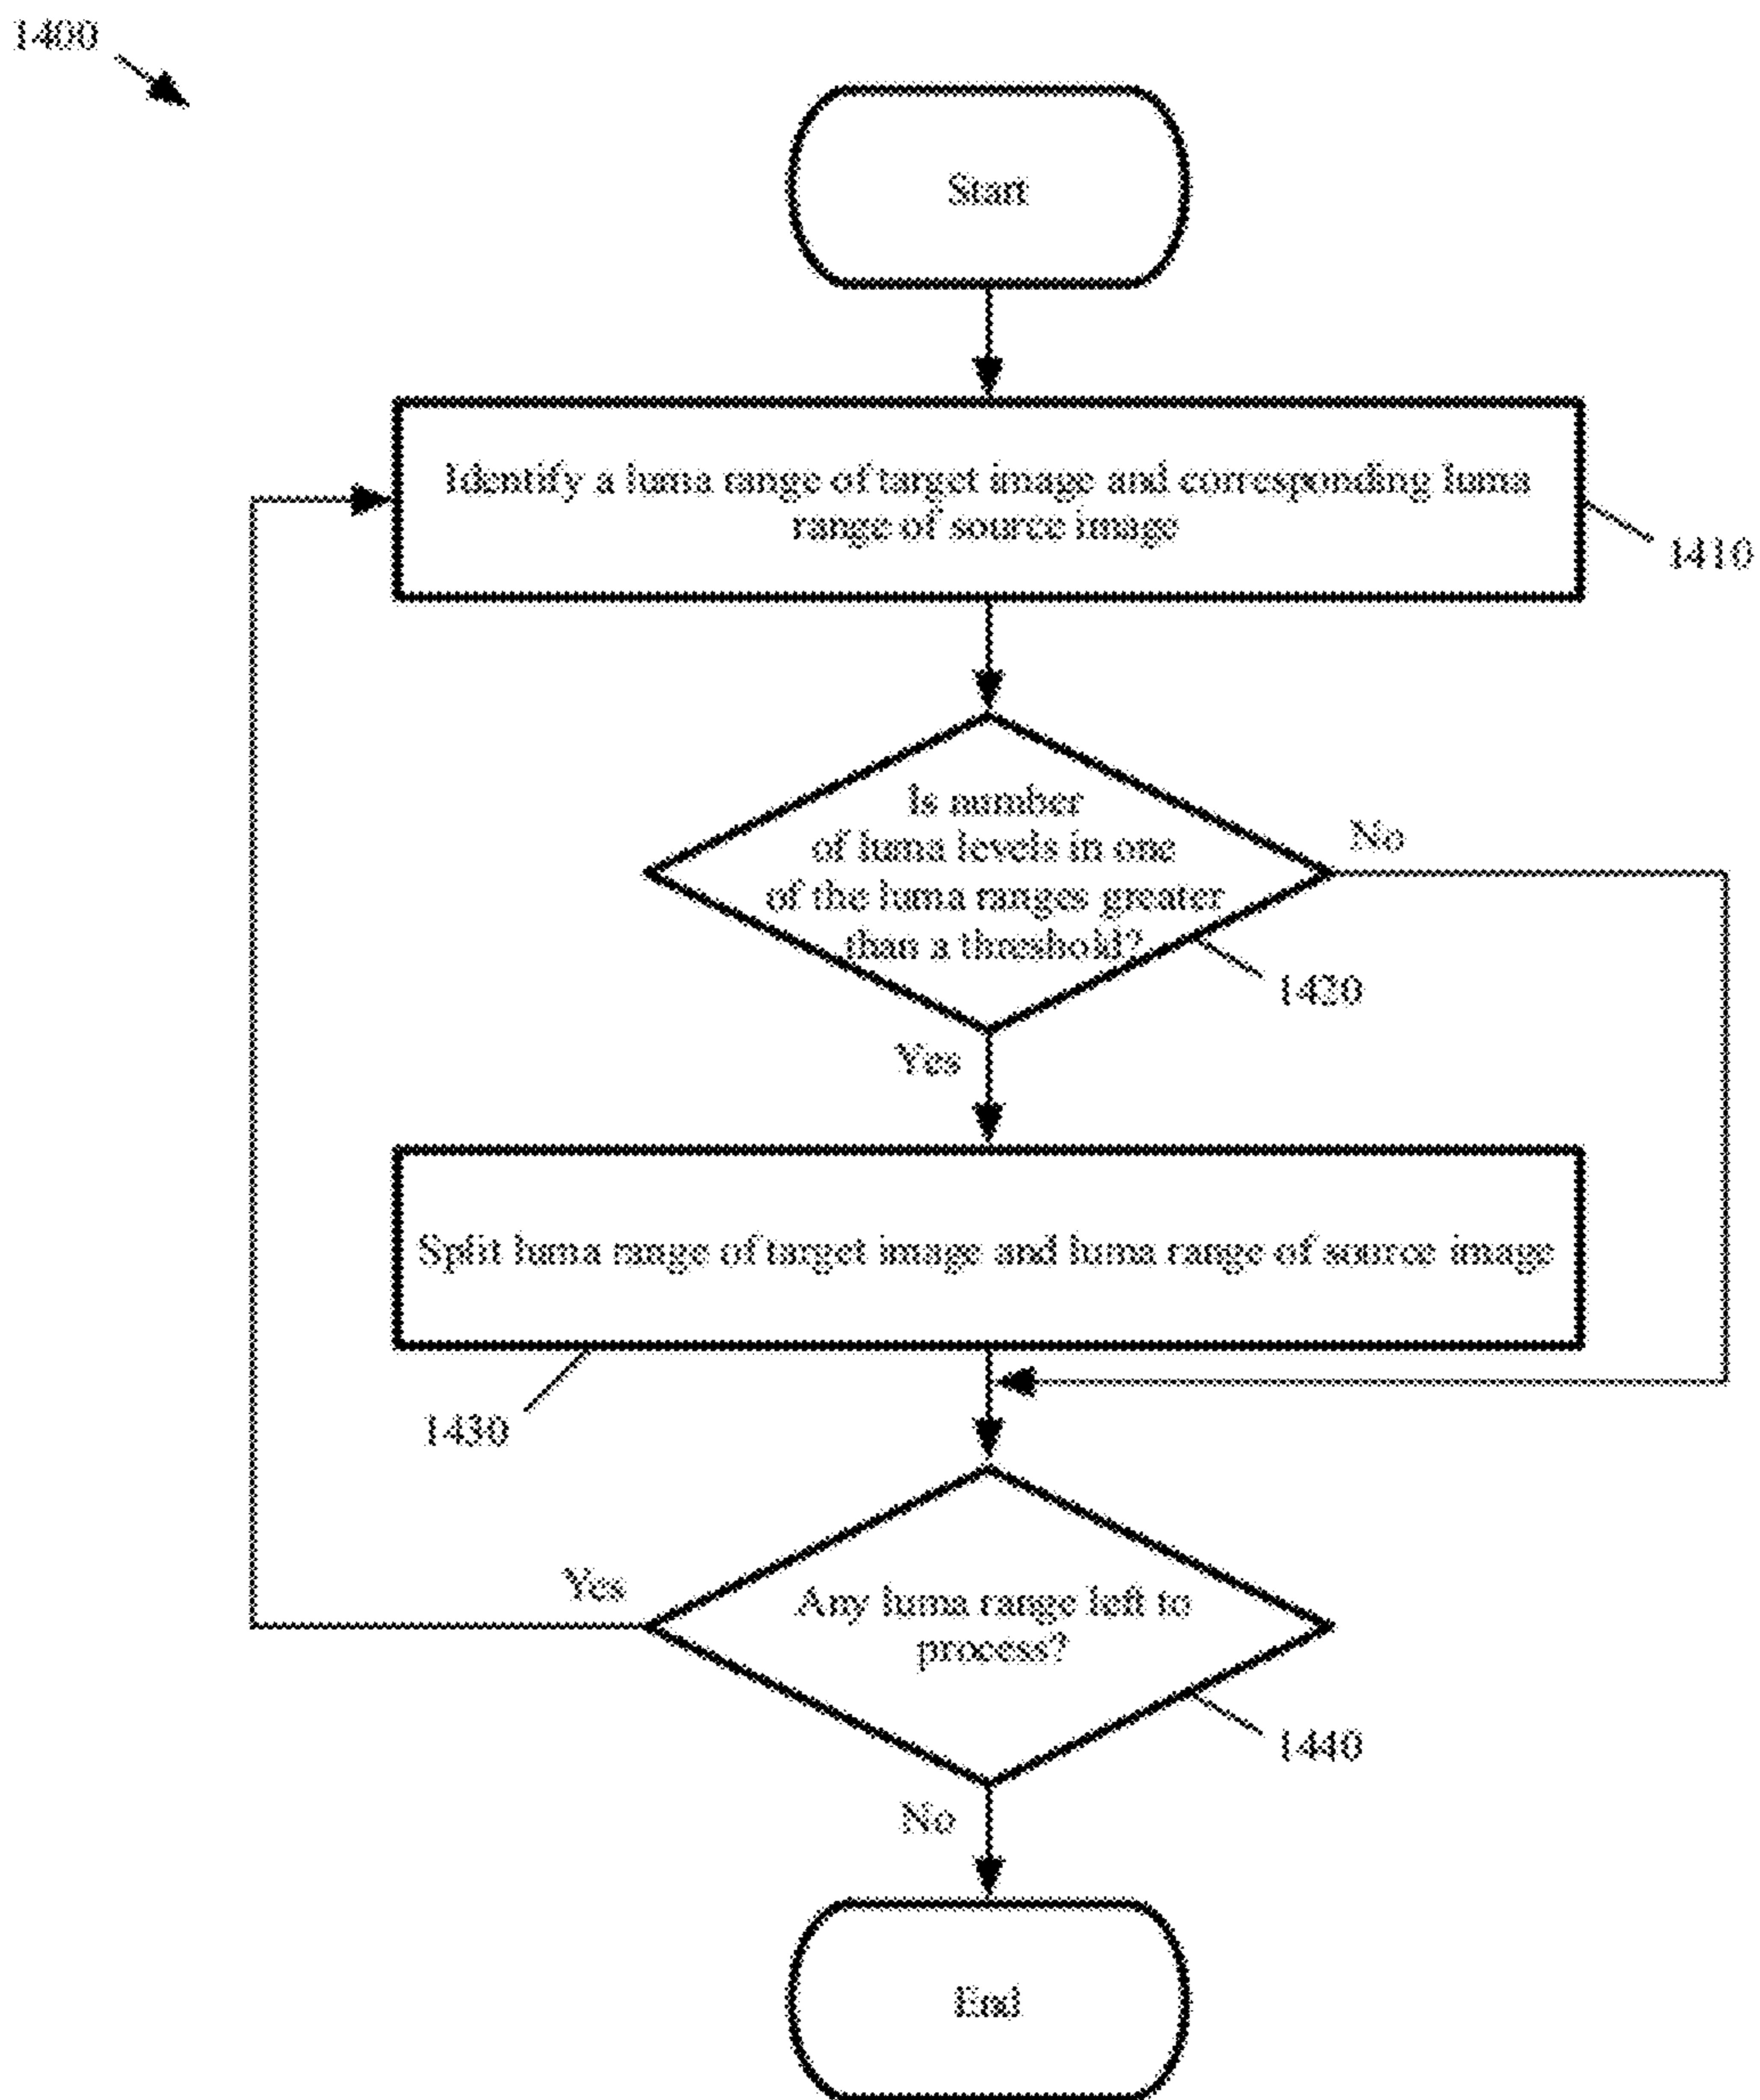 1400
Start
Identify a luma range of target image and corresponding luma
range of source image
1410
Is number
of luma levels in one
of the luma ranges greater
than a threshold?
No
1420
Yes
Split luma range of target image and luma range of source image
1430
Yes
Any luma range left to
process?
1440
No
End